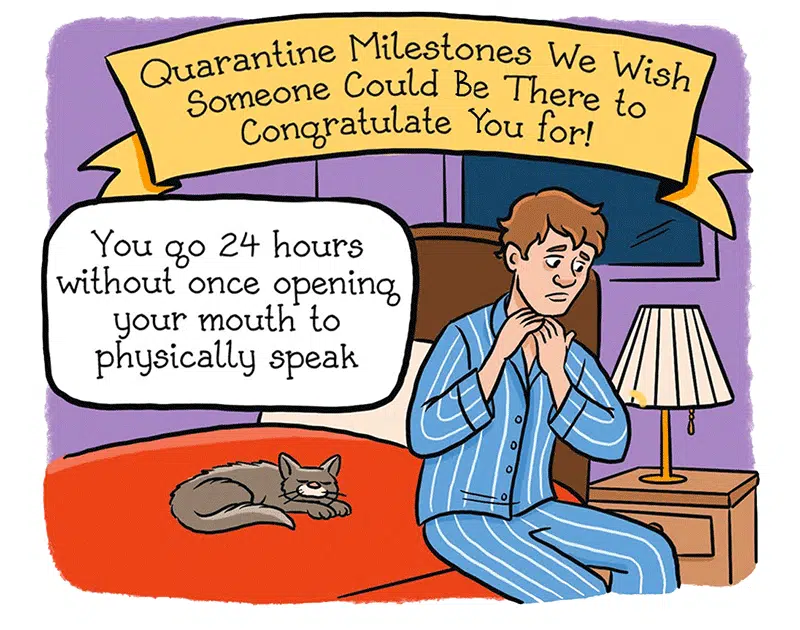 Quarantine Milestones We Wish
Someone Could Be There to
Congratulate You for!
You go 24 hours
without once opening
your mouth to
physically speak